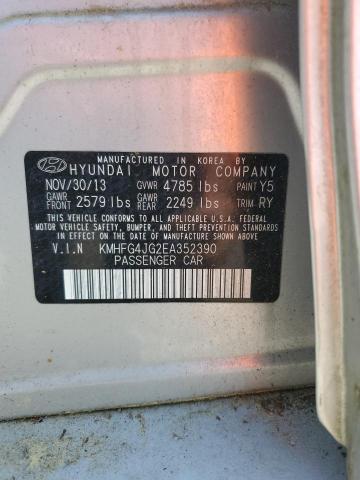 MANUFACTURED IN KOREA BY
HYUNDAI MOTOR COMPANY
NOV/30/13 GVWR 4785 lbs PAINT Y5
GAWR FRONT 2579 lbs GAWR REAR 2249 lbs TRIM RY
THIS VEHICLE CONFORMS TO ALL APPLICABLE U.S.A. FEDERAL
MOTOR VEHICLE SAFETY, BUMPER, AND THEFT PREVENTION
STANDARDS IN EFFECT ON THE DATE OF MANUFACTURE SHOWN ABOVE.
V.I.N KMHFG4JG2EA352390
PASSENGER CAR